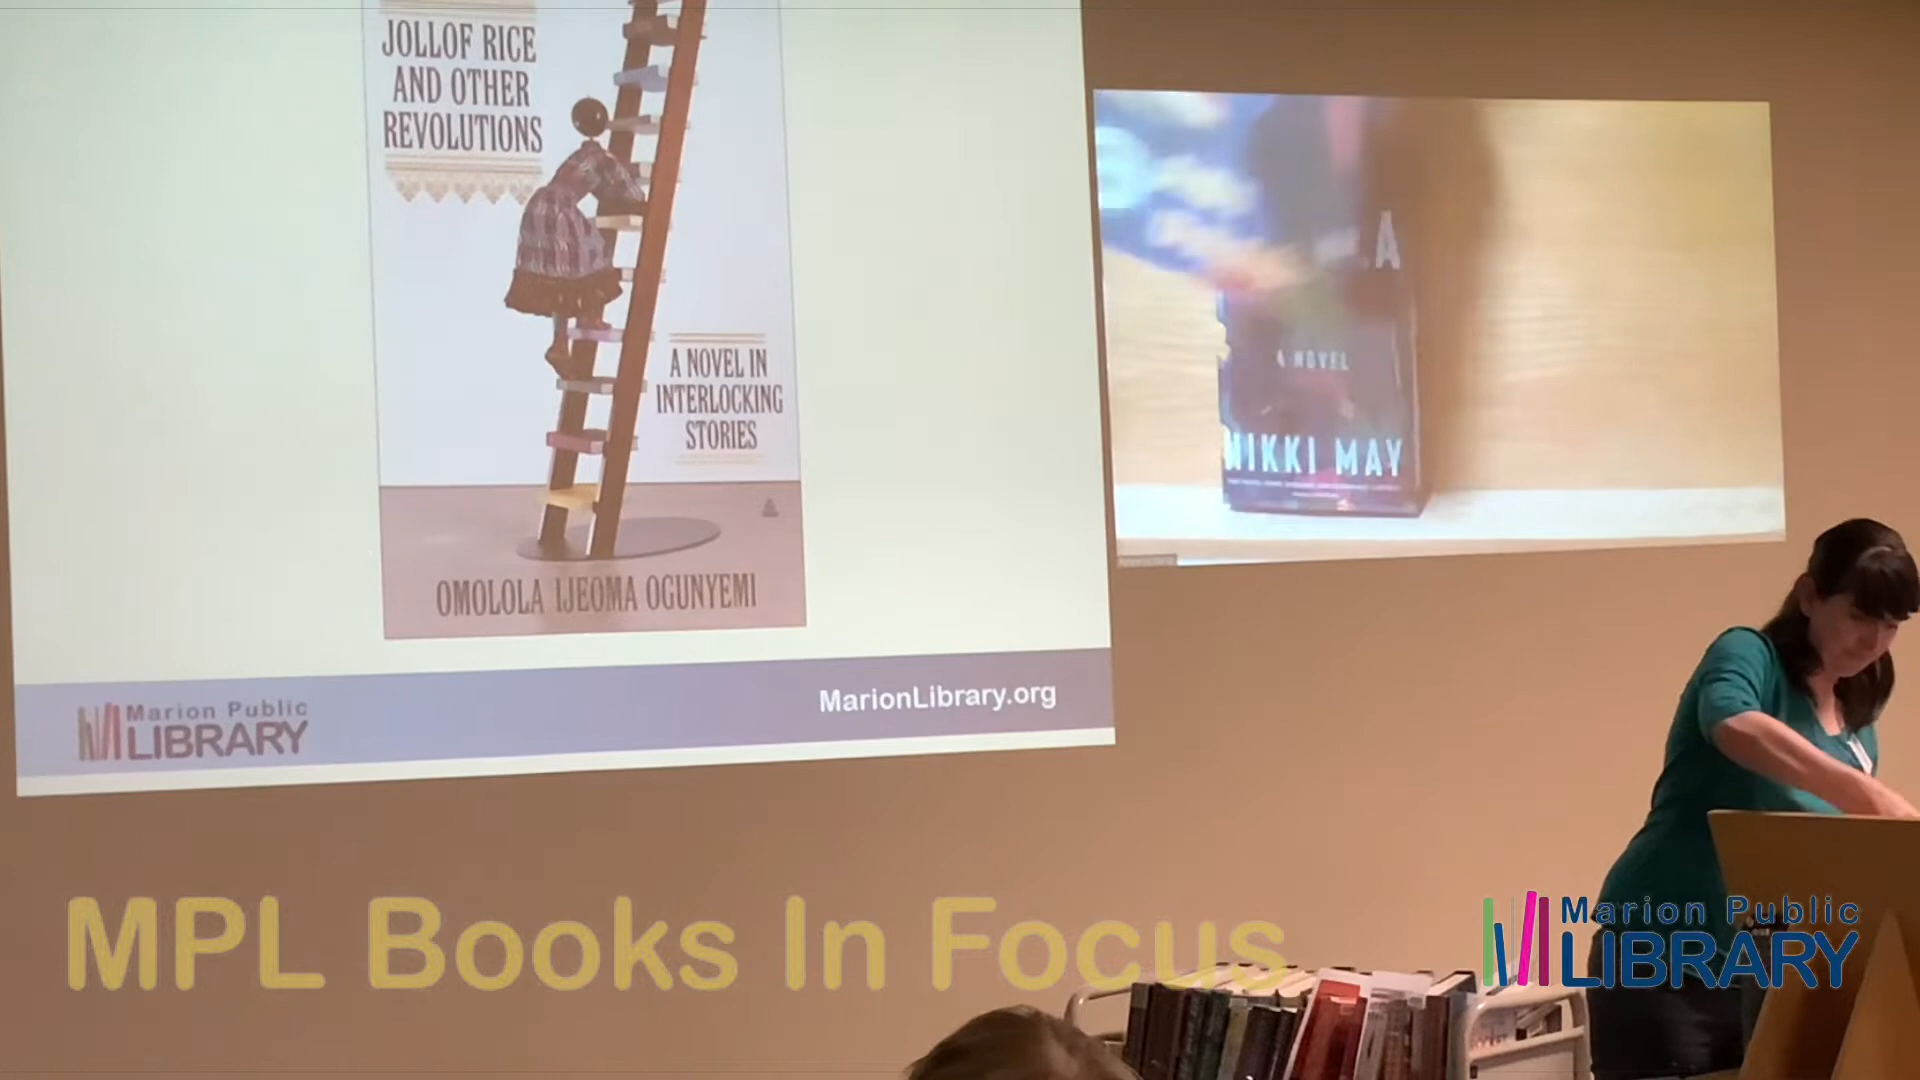 JOLLOF RICE
AND OTHER
REVOLUTIONS
A NOVEL IN
INTERLOCKING
STORIES
OMOLOLA IJEOMA OGUNYEMI
Marion Public
LIBRARY
MarionLibrary.org
A
A NOVEL
NIKKI MAY
MPL Books In Focus
Marion Public
LIBRARY